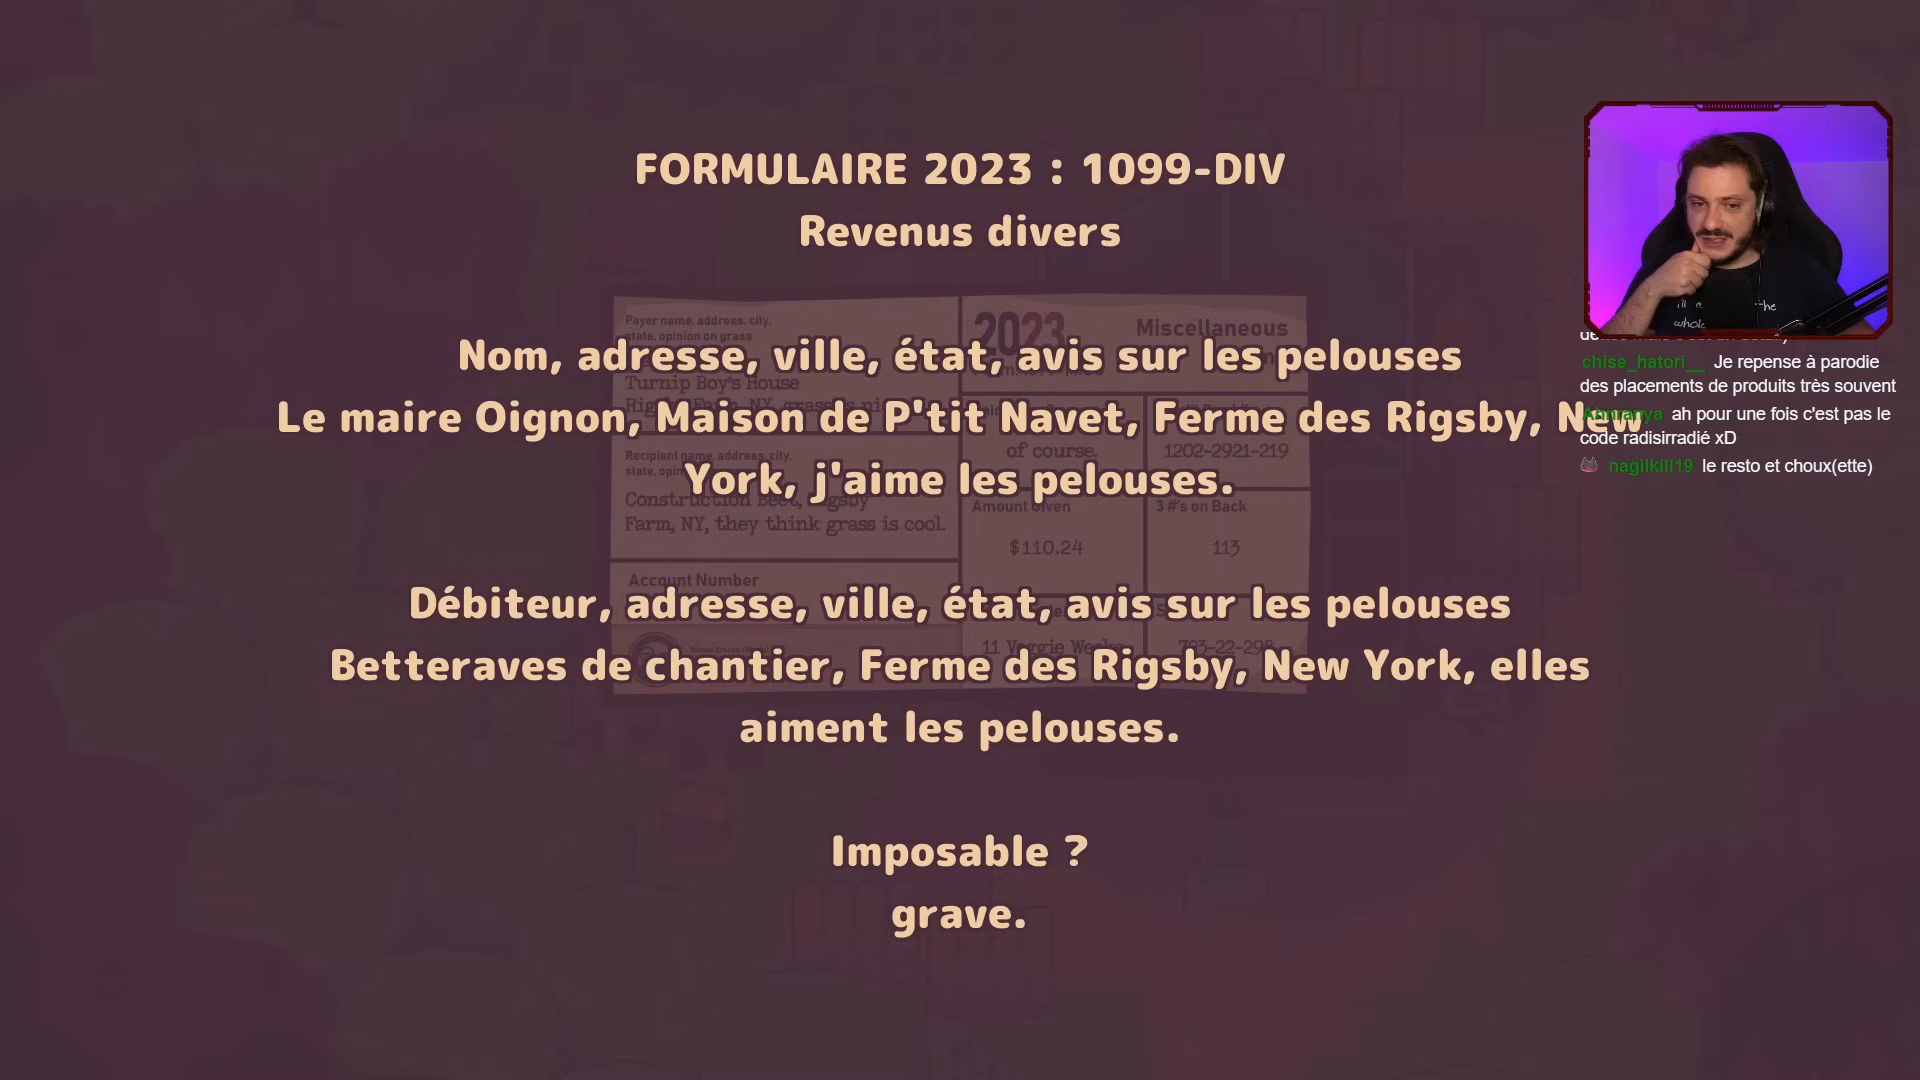 FORMULAIRE 2023 : 1099-DIV
Revenus divers
Nom, adresse, ville, état, avis sur les pelouses
Le maire Oignon, Maison de P'tit Navet, Ferme des Rigsby, New
York, j'aime les pelouses.
Débiteur, adresse, ville, état, avis sur les pelouses
Betteraves de chantier, Ferme des Rigsby, New York, elles
aiment les pelouses.
Imposable ?
grave.
Payer name, address, city,
state, opinion on grass
Turnip Boy's House
Recipient name, address, city,
Construction Beet, Rigsby
Farm, NY, they think grass is cool.
Account Number
2023
Miscellaneous
of course.
1202-2921-219
Amount Given
$110.24
3 #'s on Back
113
11 Veggie Weeks
chise_hatori__ Je repense à parodie
des placements de produits très souvent
ah pour une fois c'est pas le
code radisirradié xD
nagilkill19 le resto et choux(ette)
the
whole